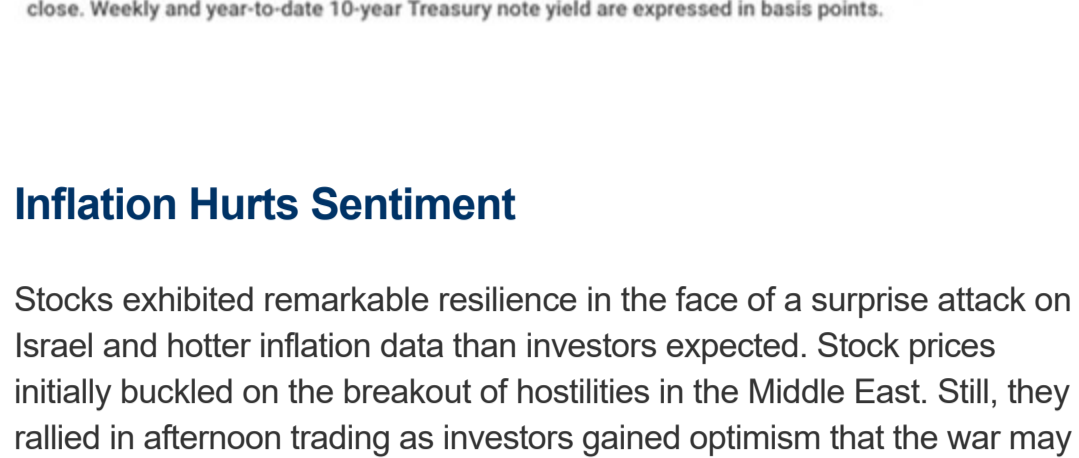 close. Weekly and year-to-date 10-year Treasury note yield are expressed in basis points.
Inflation Hurts Sentiment
Stocks exhibited remarkable resilience in the face of a surprise attack on
Israel and hotter inflation data than investors expected. Stock prices
initially buckled on the breakout of hostilities in the Middle East. Still, they
rallied in afternoon trading as investors gained optimism that the war may